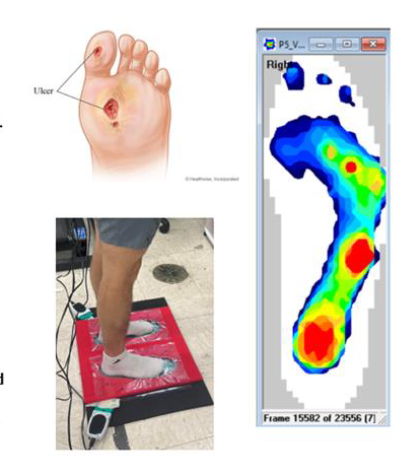 Ulcer
© Healthwise, Incorporated
P5_V...
Right
Frame 15582 of 23556 [7]